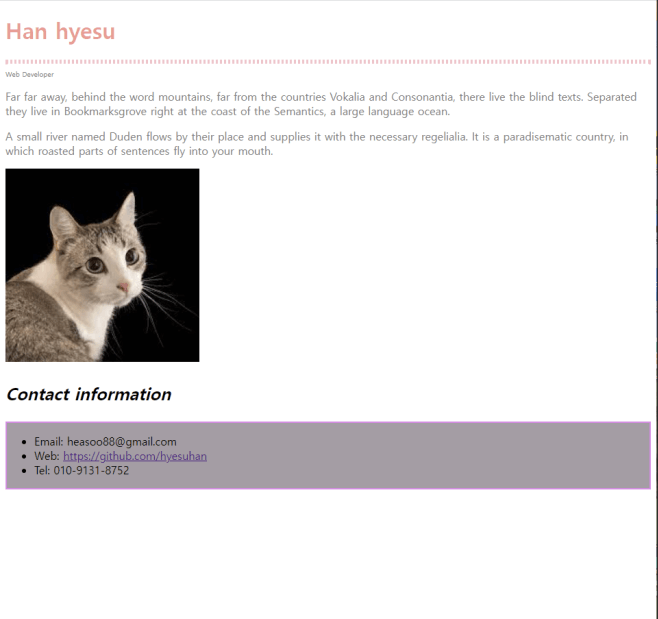 Han hyesu
Web Developer
Far far away, behind the word mountains, far from the countries Vokalia and Consonantia, there live the blind texts. Separated
they live in Bookmarksgrove right at the coast of the Semantics, a large language ocean.
A small river named Duden flows by their place and supplies it with the necessary regelialia. It is a paradisematic country, in
which roasted parts of sentences fly into your mouth.
Contact information
Email: heasoo88@gmail.com
Web: https://github.com/hyesuhan
Tel: 010-9131-8752